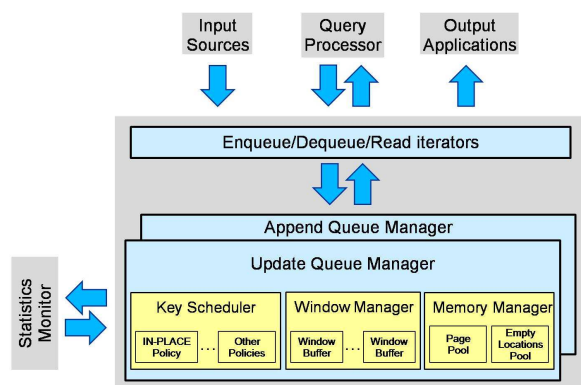 Input
Sources
Query
Processor
Output
Applications
Enqueue/Dequeue/Read iterators
Append Queue Manager
Update Queue Manager
Statistics
Monitor
Key Scheduler
Window Manager
Memory Manager
IN-PLACE
Policy
...
Other
Policies
Window
Buffer
...
Window
Buffer
Page
Pool
Empty
Locations
Pool